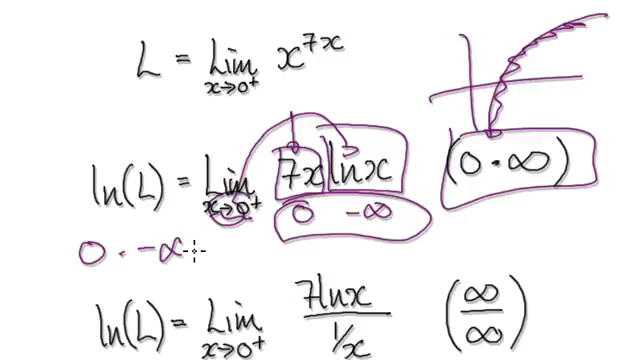 L = Lim x→0⁺ x^7x
ln(L) = Lim x→0⁺ 7x lnx (0 · ∞)
0 -∞
0 · -∞
ln(L) = Lim x→0⁺ 7lnx / 1/x (∞/∞)